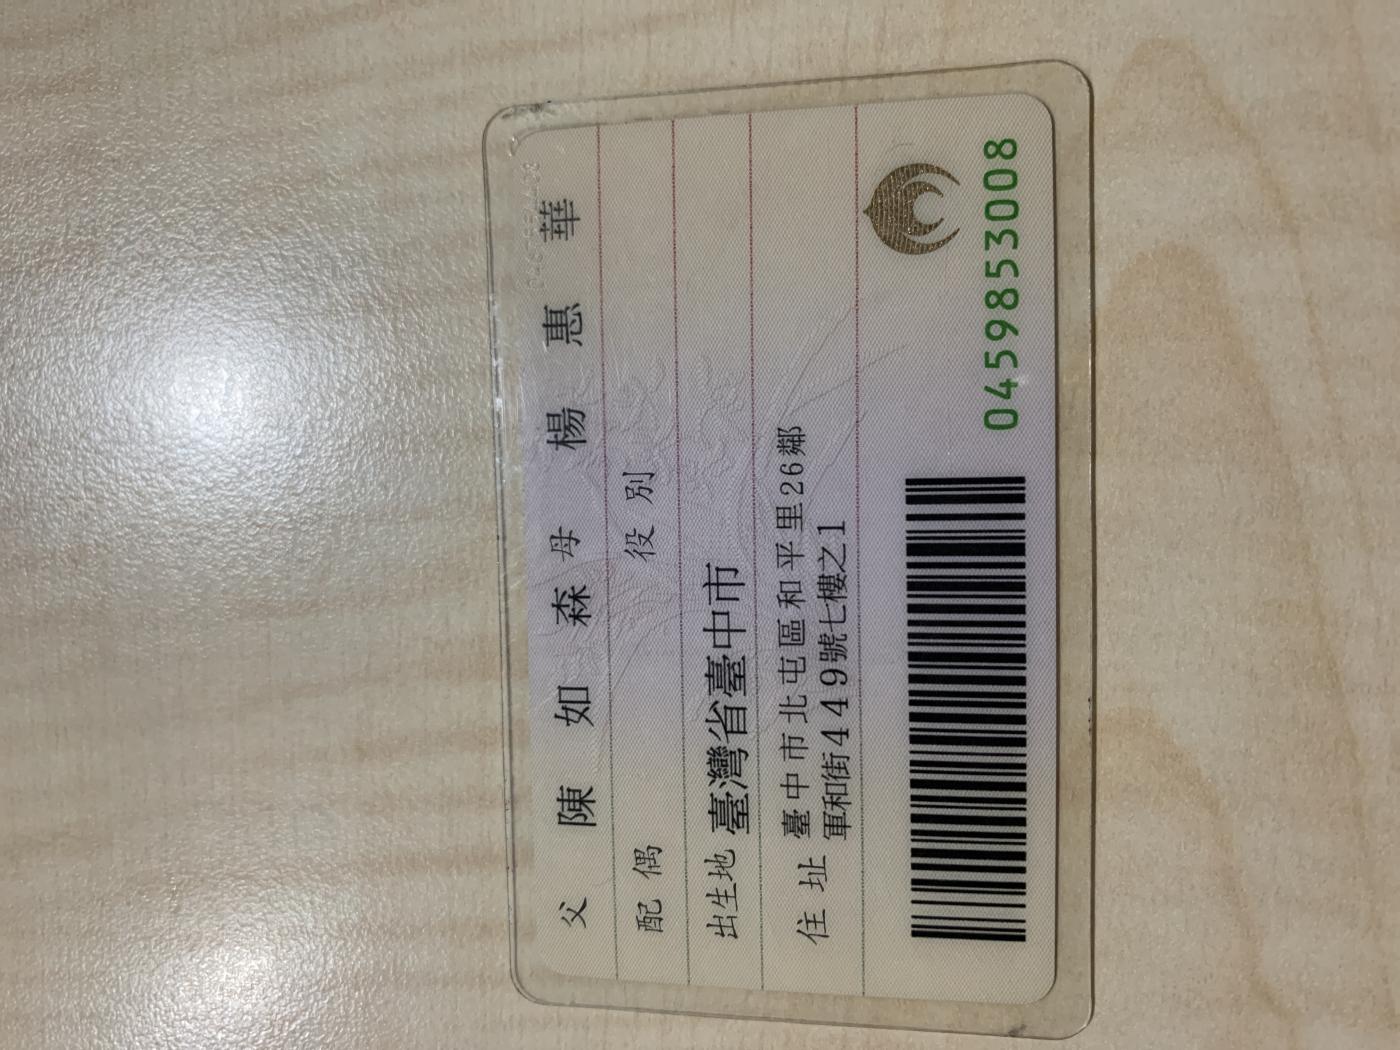 父 陳如森 母 楊惠華
配偶 役別
出生地 臺灣省臺中市
住址 臺中市北屯區和平里26鄰
軍和街449號七樓之1
0459853008